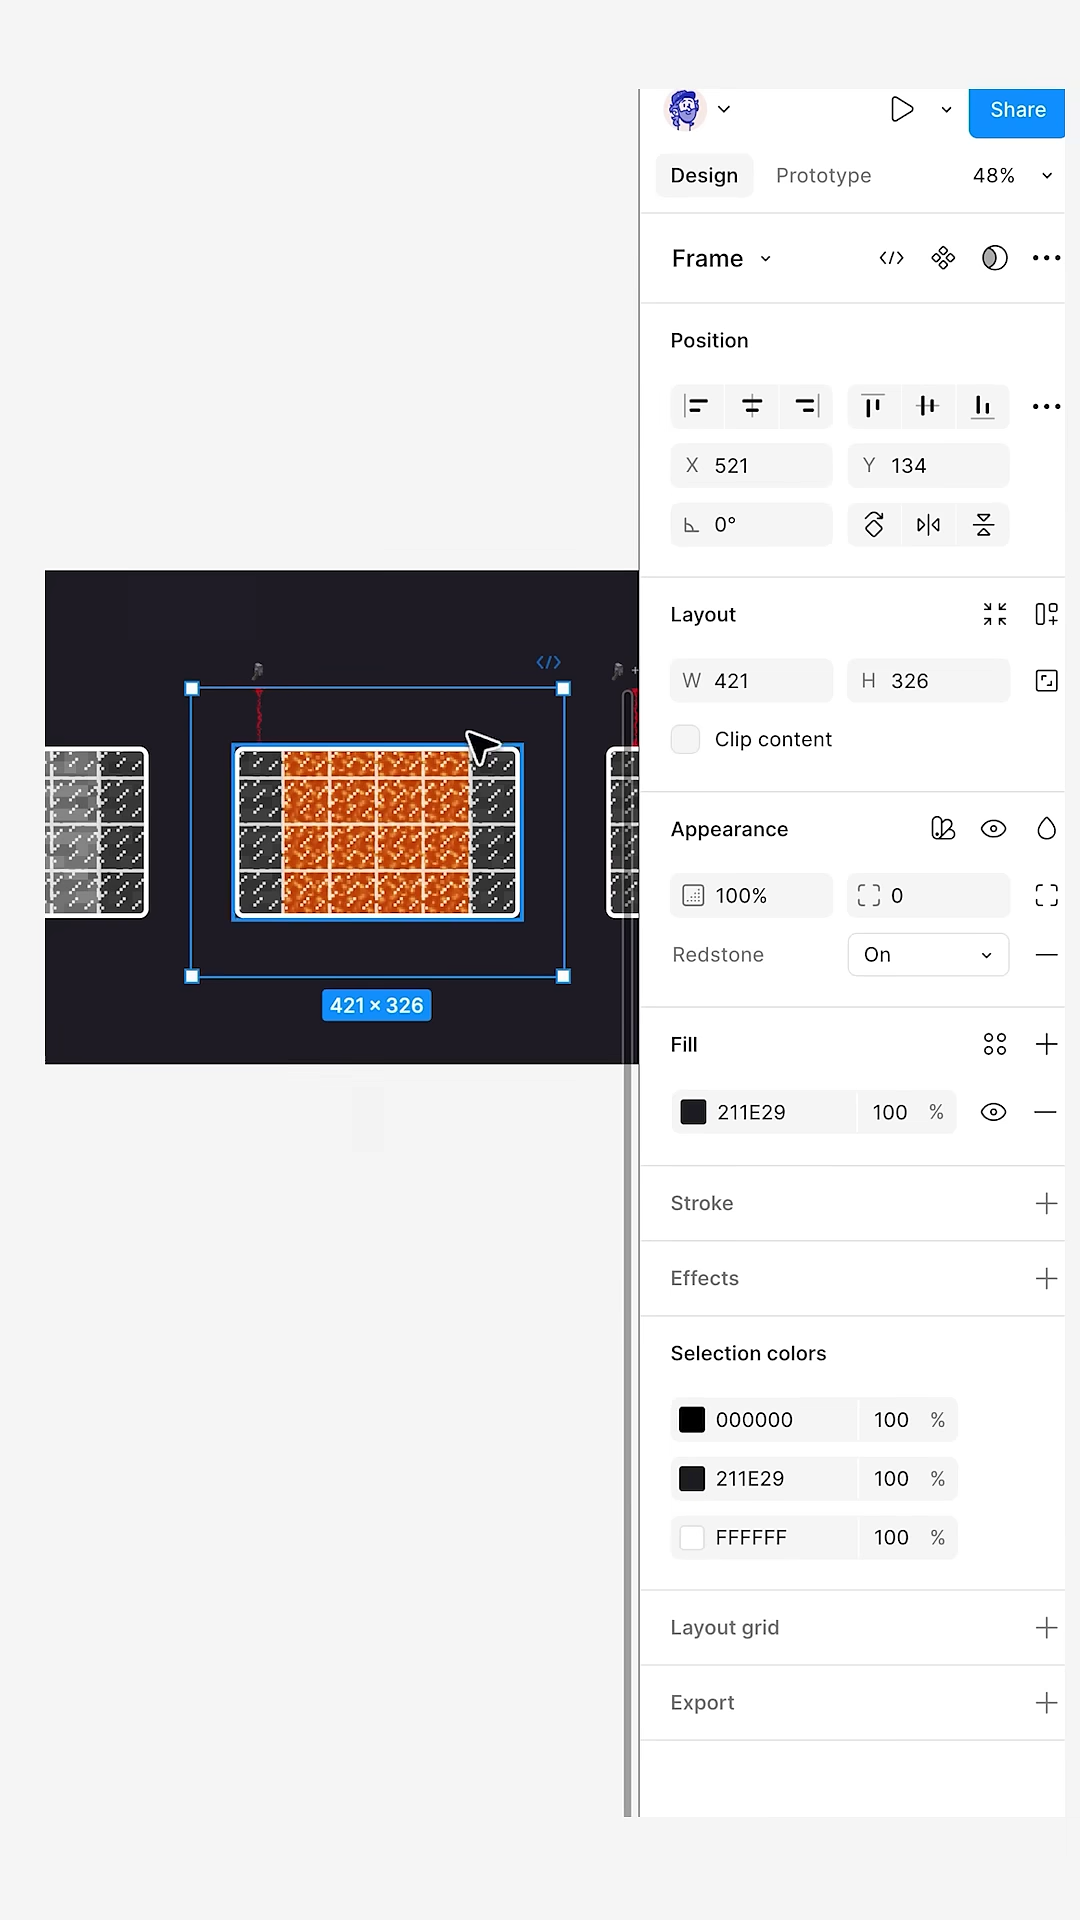 Share
Design Prototype 48%
Frame </>
Position
X 521 Y 134
0°
Layout
</>
W 421 H 326
Clip content
Appearance
100% 0
Redstone On
421 × 326
Fill
211E29 100 %
Stroke
Effects
Selection colors
000000 100 %
211E29 100 %
FFFFFF 100 %
Layout grid
Export